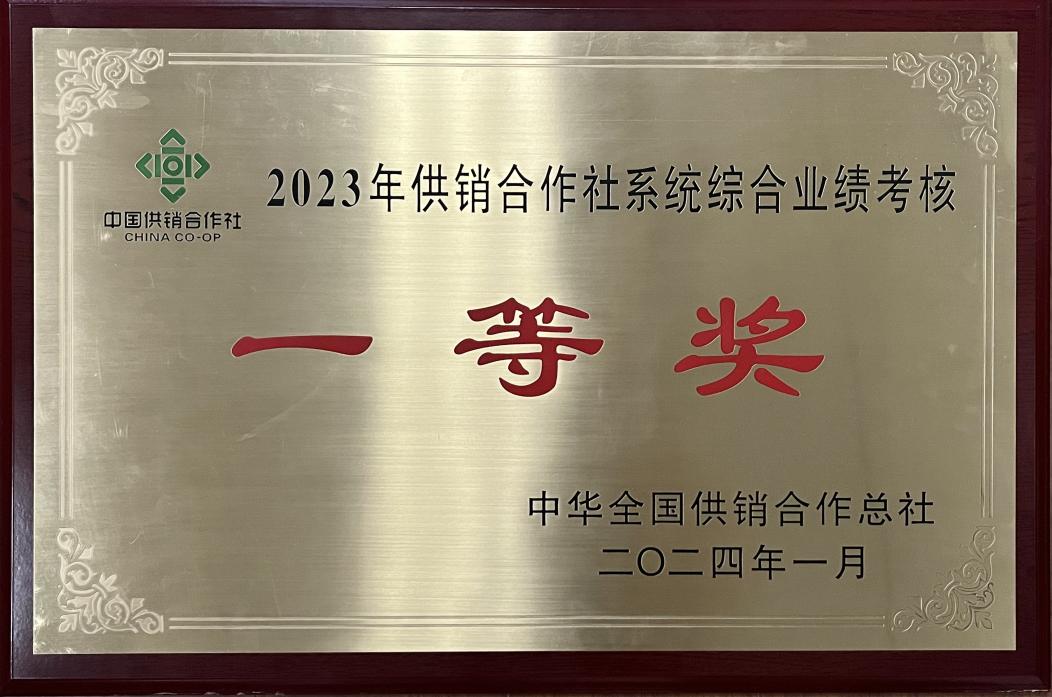 中国供销合作社
CHINA CO-OP
2023年供销合作社系统综合业绩考核
一等奖
中华全国供销合作总社
二〇二四年一月